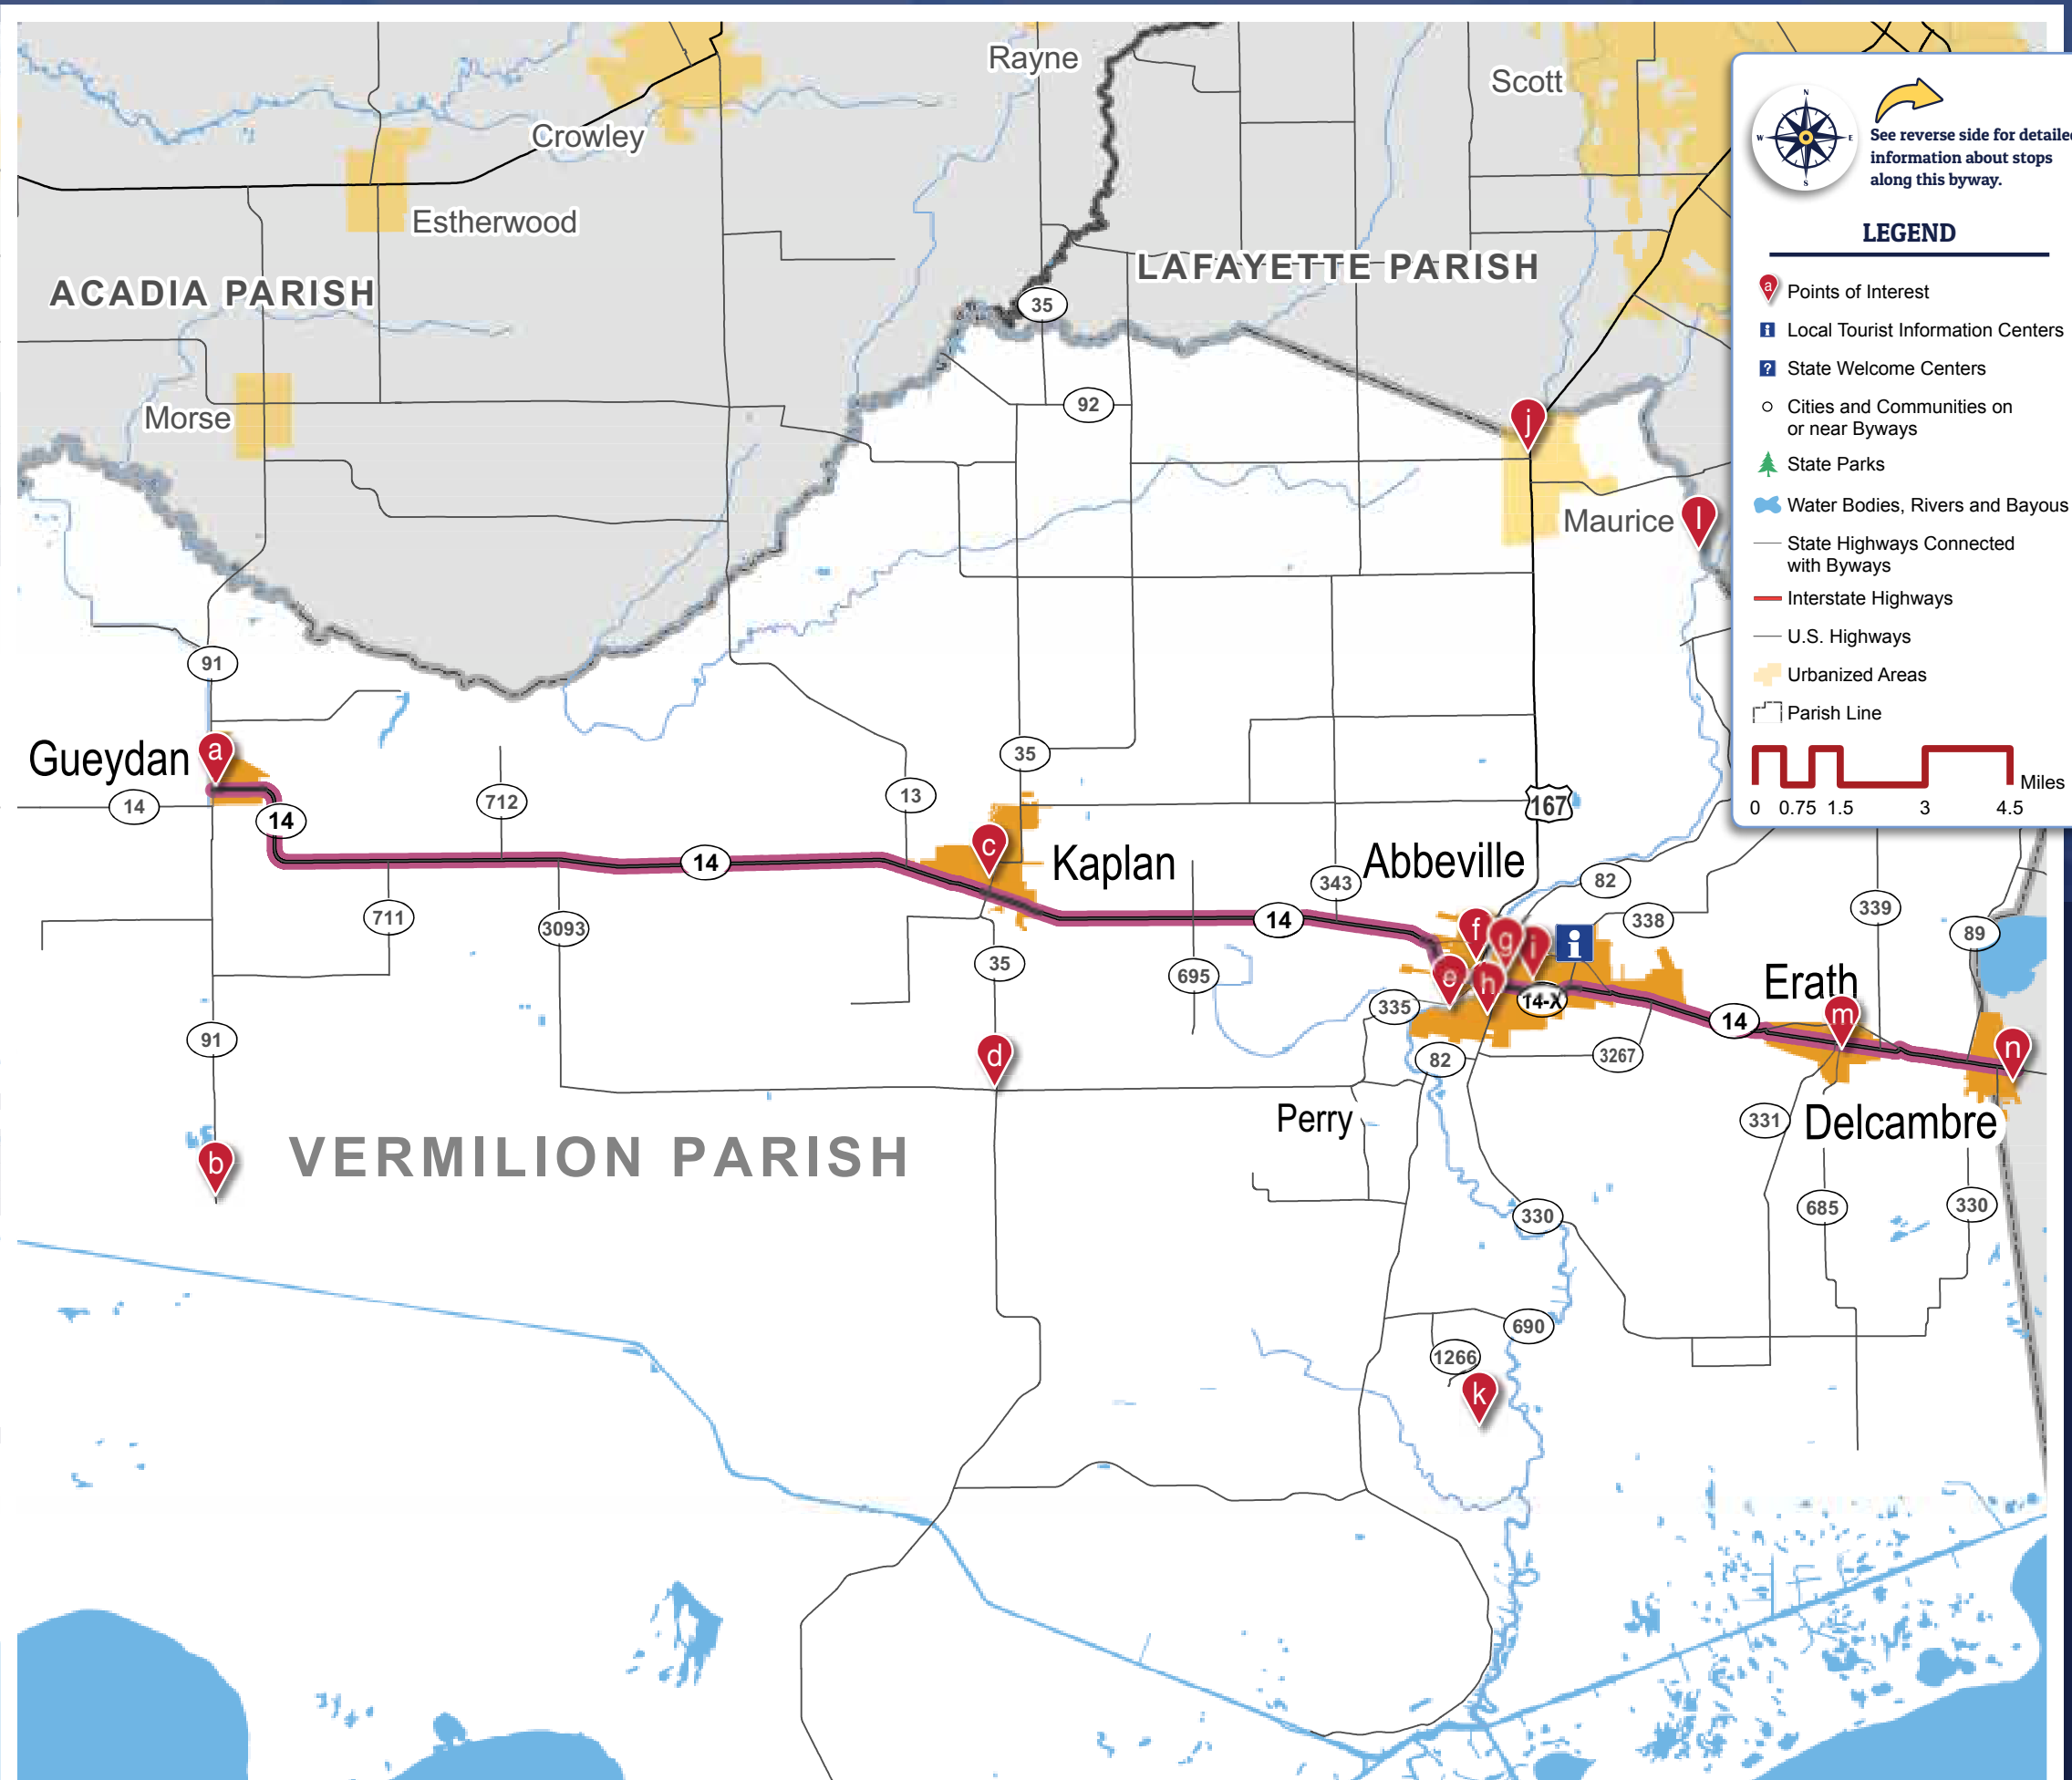 Rayne
Scott
Crowley
Estherwood
ACADIA PARISH
LAFAYETTE PARISH
35
Morse
92
j
Maurice
l
91
Gueydan
a
14
14
712
13
35
167
14
c
Kaplan
343
Abbeville
82
711
3093
14
f
g
i
i
338
339
89
35
695
e
h
14-X
335
Erath
m
14
n
91
d
82
3267
Perry
331
Delcambre
b
VERMILION PARISH
330
685
330
690
1266
k
N
W
E
S
See reverse side for detailed
information about stops
along this byway.
LEGEND
a Points of Interest
i Local Tourist Information Centers
? State Welcome Centers
Cities and Communities on
or near Byways
State Parks
Water Bodies, Rivers and Bayous
State Highways Connected
with Byways
Interstate Highways
U.S. Highways
Urbanized Areas
Parish Line
Miles
0 0.75 1.5 3 4.5